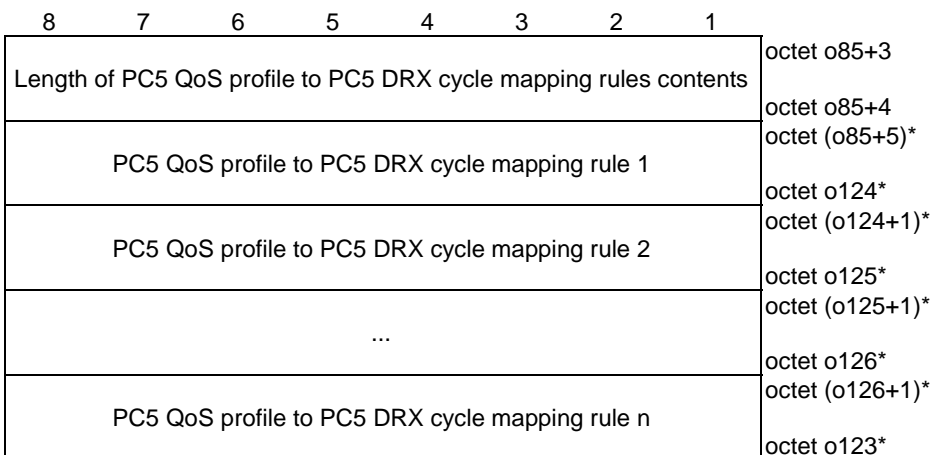 8 7 6 5 4 3 2 1
octet o85+3
Length of PC5 QoS profile to PC5 DRX cycle mapping rules contents
octet o85+4
octet (o85+5)*
PC5 QoS profile to PC5 DRX cycle mapping rule 1
octet o124*
octet (o124+1)*
PC5 QoS profile to PC5 DRX cycle mapping rule 2
octet o125*
octet (o125+1)*
...
octet o126*
octet (o126+1)*
PC5 QoS profile to PC5 DRX cycle mapping rule n
octet o123*